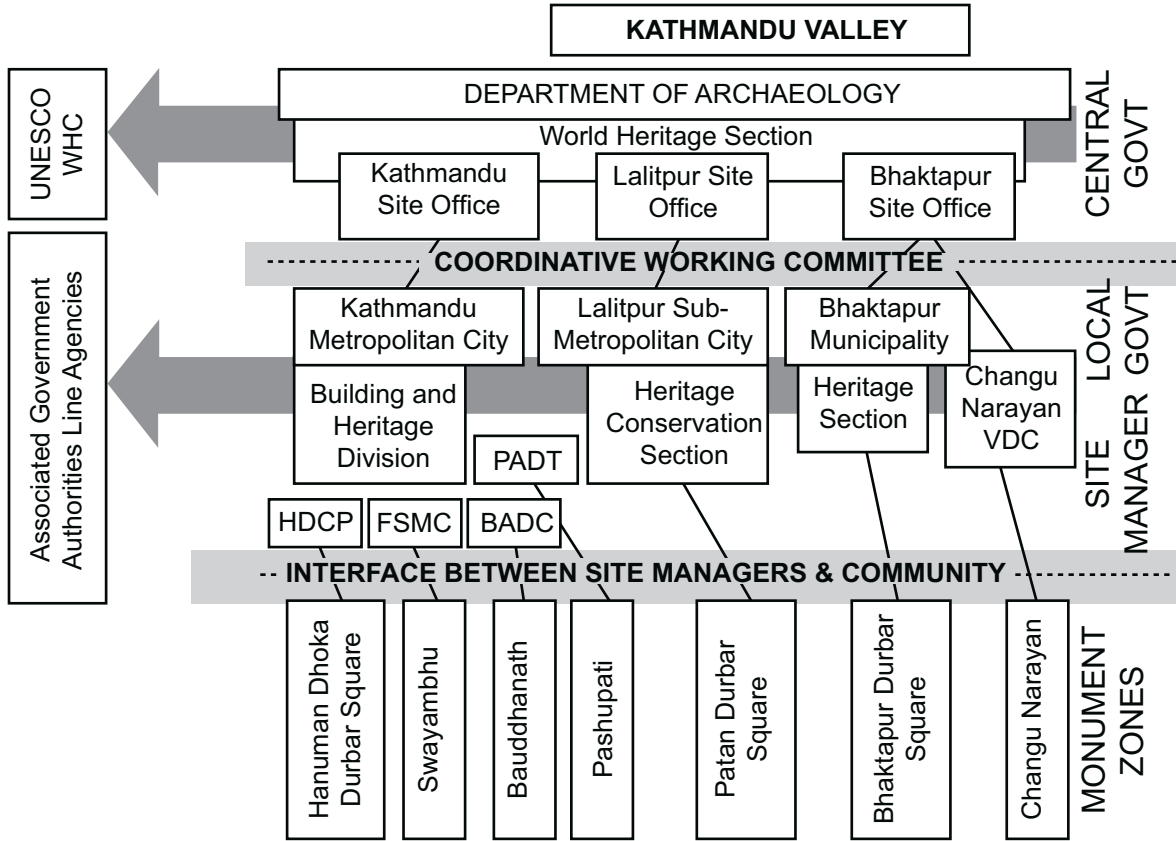 KATHMANDU VALLEY
UNESCO
WHC
DEPARTMENT OF ARCHAEOLOGY
World Heritage Section
Kathmandu
Site Office
Lalitpur Site
Office
Bhaktapur
Site Office
CENTRAL
GOVT
COORDINATIVE WORKING COMMITTEE
Associated Government
Authorities Line Agencies
Kathmandu
Metropolitan City
Lalitpur Sub-
Metropolitan City
Bhaktapur
Municipality
LOCAL
GOVT
Building and
Heritage
Division
Heritage
Conservation
Section
Heritage
Section
Changu
Narayan
VDC
SITE
MANAGER
PADT
HDCP
FSMC
BADC
INTERFACE BETWEEN SITE MANAGERS & COMMUNITY
Hanuman Dhoka
Durbar Square
Swayambhu
Bauddhanath
Pashupati
Patan Durbar
Square
Bhaktapur Durbar
Square
Changu Narayan
MONUMENT
ZONES